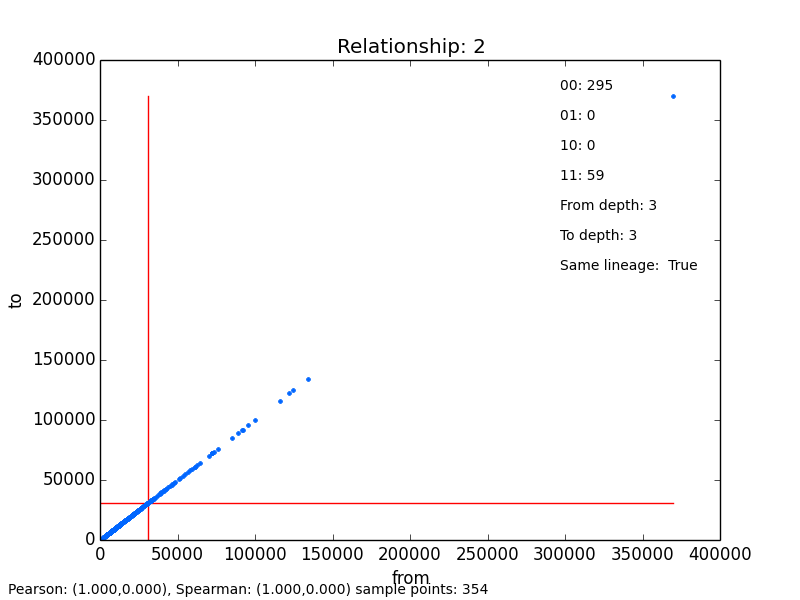 Relationship: 2
400000
350000
300000
250000
200000
150000
100000
50000
0
to
00: 295
01: 0
10: 0
11: 59
From depth: 3
To depth: 3
Same lineage:  True
0 50000 100000 150000 200000 250000 300000 350000 400000
from
Pearson: (1.000,0.000), Spearman: (1.000,0.000) sample points: 354